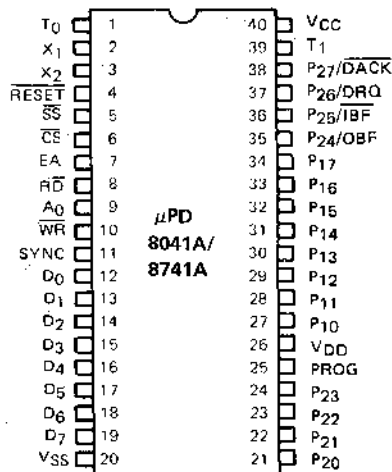 T₀ 1 40 VCC
X₁ 2 39 T₁
X₂ 3 38 P₂₇/DACK
RESET 4 37 P₂₆/DRQ
SS 5 36 P₂₅/IBF
CS 6 35 P₂₄/OBF
EA 7 34 P₁₇
RD 8 33 P₁₆
A₀ 9 μPD 32 P₁₅
WR 10 8041A/ 31 P₁₄
SYNC 11 8741A 30 P₁₃
D₀ 12 29 P₁₂
D₁ 13 28 P₁₁
D₂ 14 27 P₁₀
D₃ 15 26 VDD
D₄ 16 25 PROG
D₅ 17 24 P₂₃
D₆ 18 23 P₂₂
D₇ 19 22 P₂₁
VSS 20 21 P₂₀